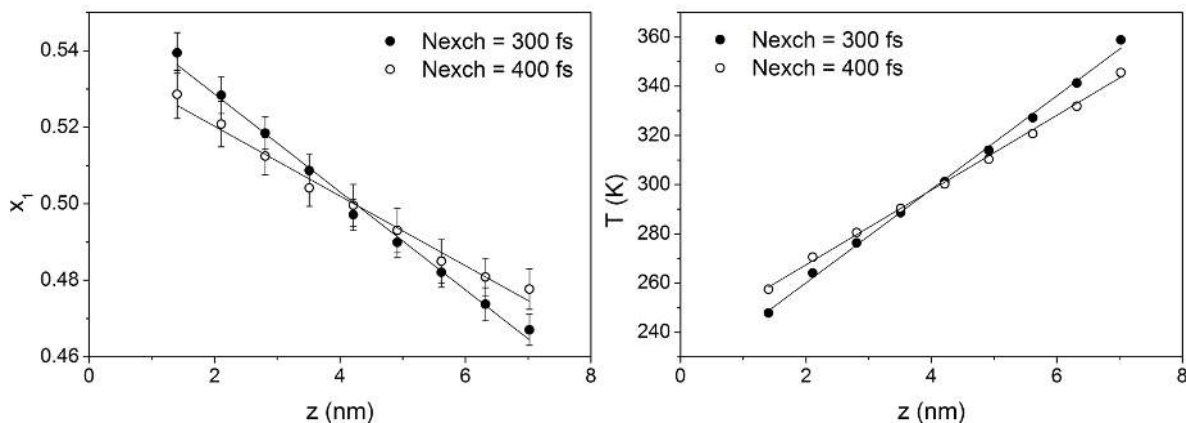 0.54
0.52
0.50
0.48
0.46
x₁
0
2
4
6
8
z (nm)
Nexch = 300 fs
Nexch = 400 fs
360
340
320
300
280
260
240
T (K)
0
2
4
6
8
z (nm)
Nexch = 300 fs
Nexch = 400 fs